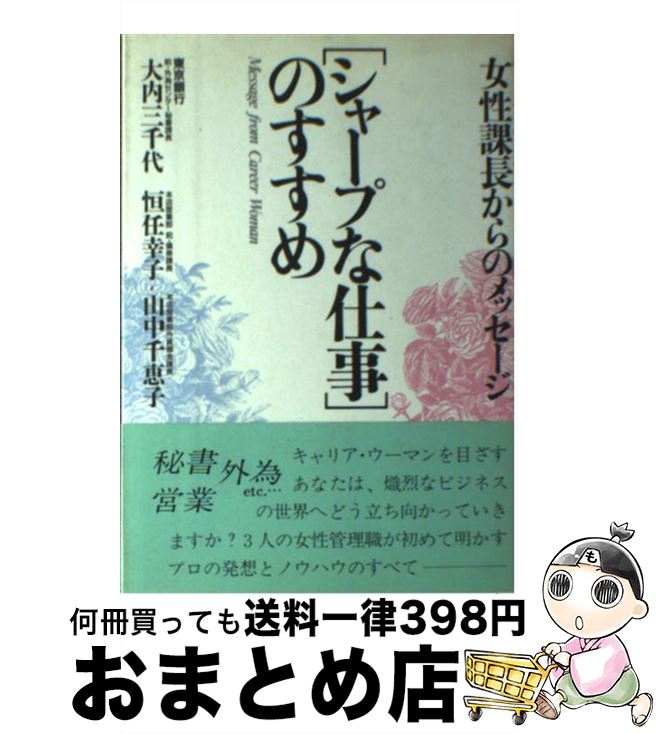 女性課長からのメッセージ
[シャープな仕事]
のすすめ
Message from Career Woman
東京銀行
大内三千代
恒任幸子・
山中千恵子
秘書
外為
営業
etc.…
キャリア・ウーマンを目ざす
あなたは、熾烈なビジネス
の世界へどう立ち向かっていき
ますか?3人の女性管理職が初めて明かす
プロの発想とノウハウのすべて――
も
何冊買っても送料一律398円
おまとめ店